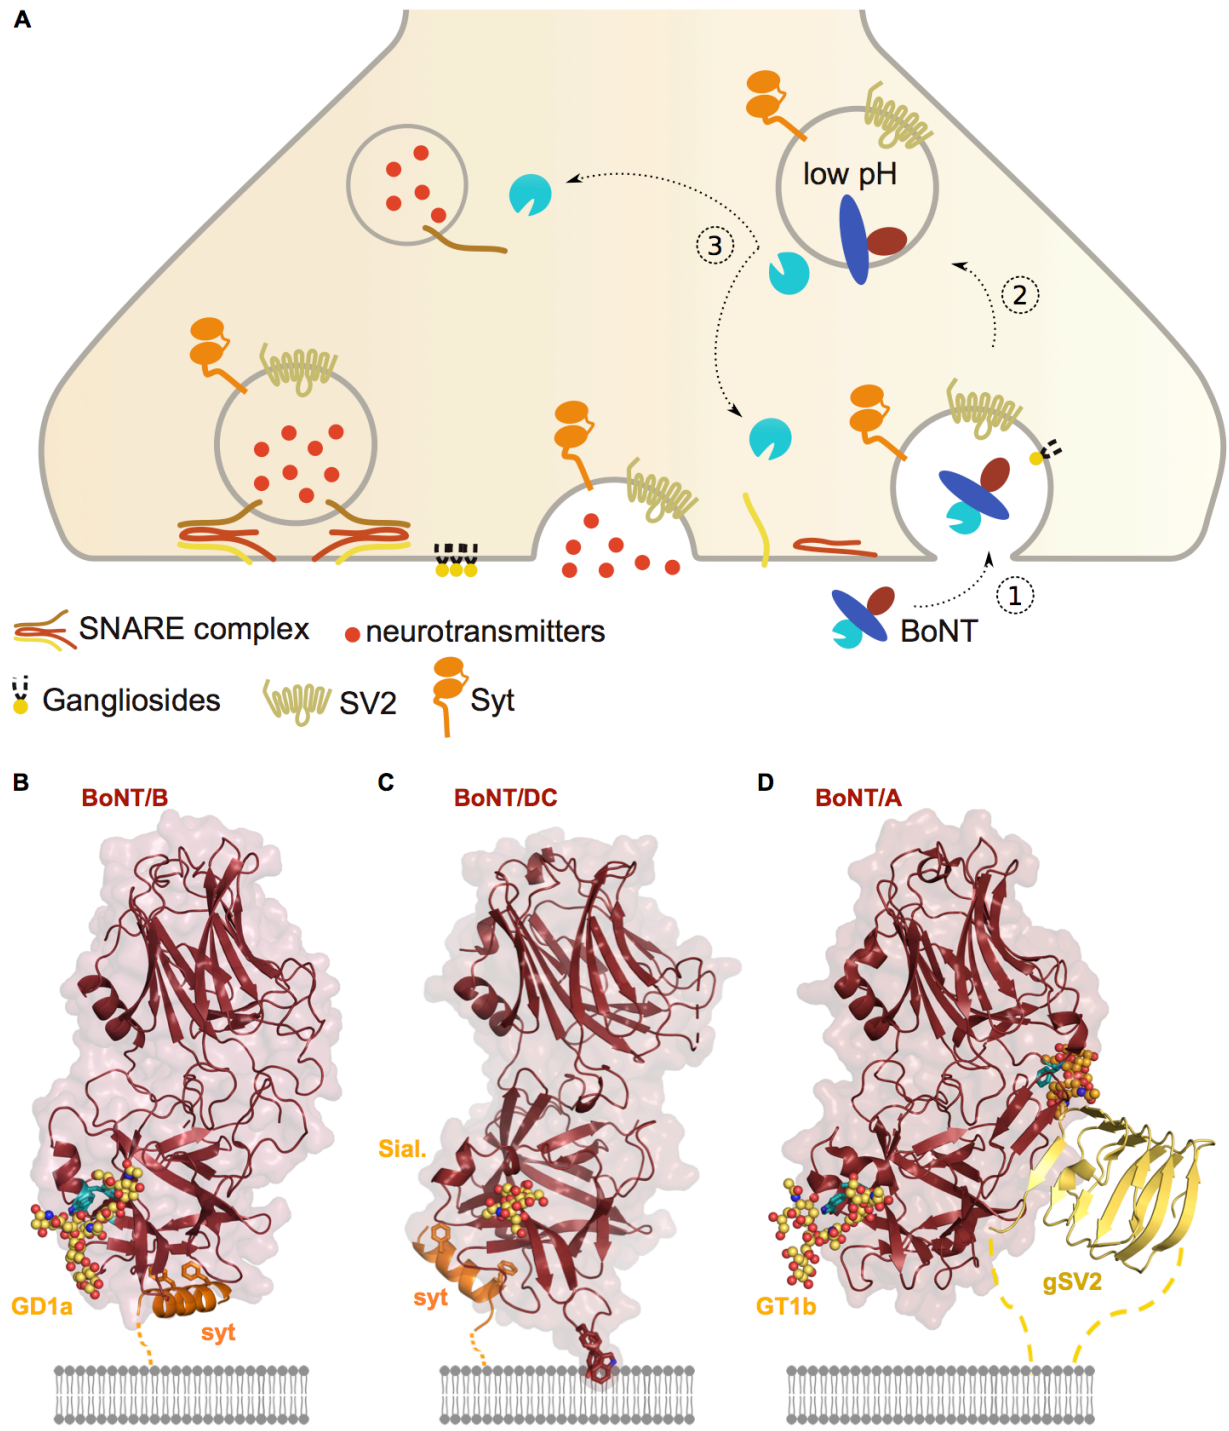 A
low pH
3
2
1
SNARE complex
neurotransmitters
BoNT
Gangliosides
SV2
Syt
B
BoNT/B
C
BoNT/DC
D
BoNT/A
Sial.
GD1a
syt
syt
GT1b
gSV2